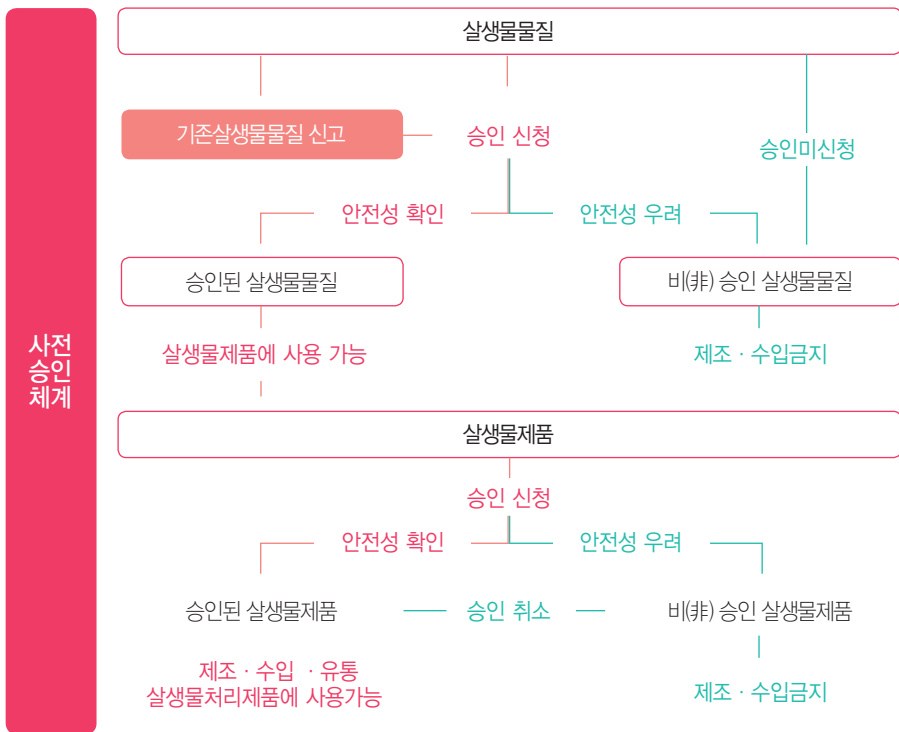 사전
승인
체계
살생물물질
기존살생물물질 신고
승인 신청
승인미신청
안전성 확인
안전성 우려
승인된 살생물물질
비(非) 승인 살생물물질
살생물제품에 사용 가능
제조 · 수입금지
살생물제품
승인 신청
안전성 확인
안전성 우려
승인된 살생물제품
승인 취소
비(非) 승인 살생물제품
제조 · 수입 · 유통
살생물처리제품에 사용가능
제조 · 수입금지